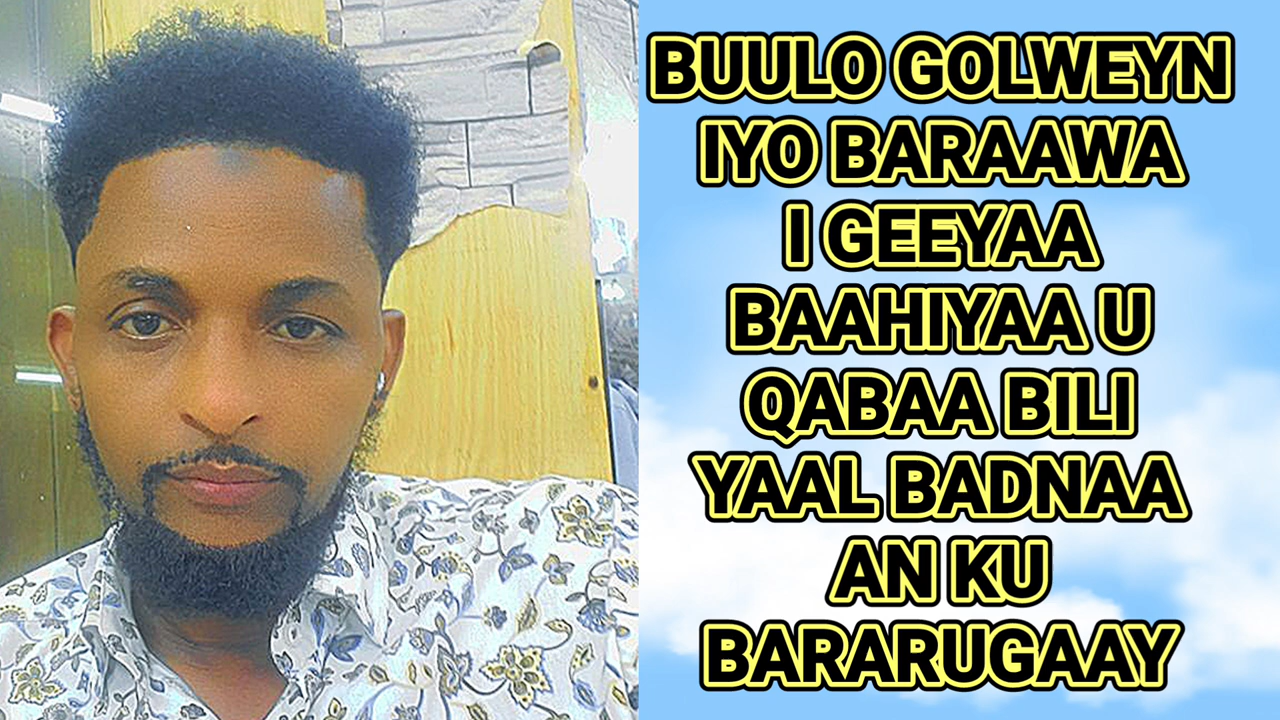 BUULO GOLWEYN
IYO BARAAWA
I GEEYAA
BAAHIYAA U
QABAA BILI
YAAL BADNAA
AN KU
BARARUGAAY